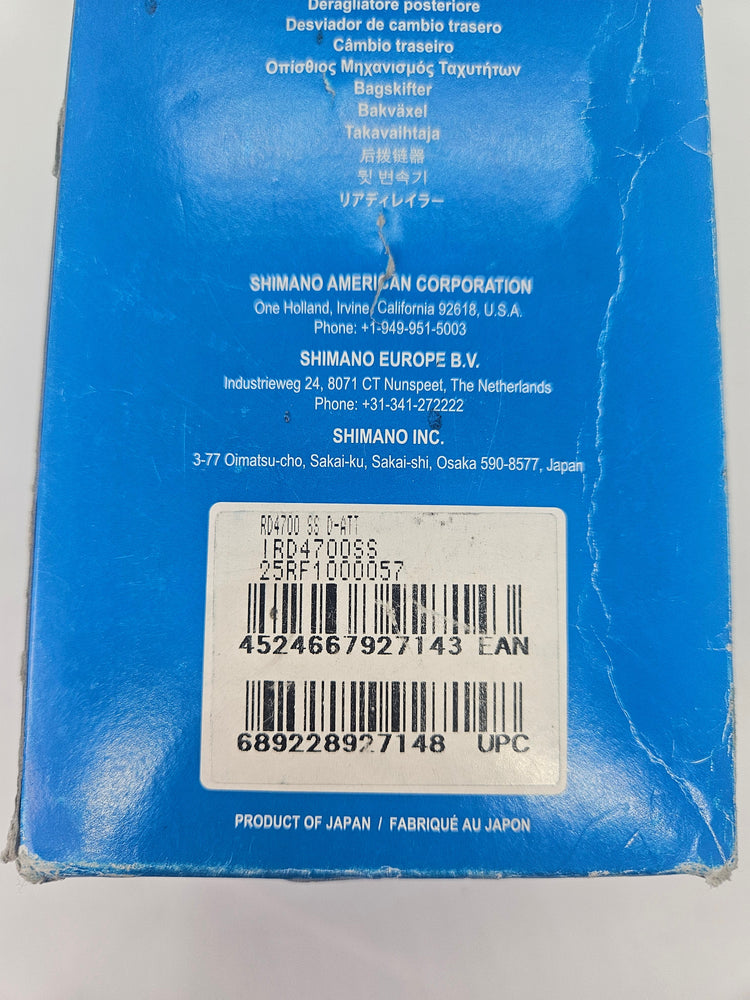 Deragliatore posteriore
Desviador de cambio trasero
Câmbio traseiro
Οπίσθιος Μηχανισμός Ταχυτήτων
Bagskifter
Bakväxel
Takavaihtaja
后拨链器
뒷 변속기
リアディレイラー
SHIMANO AMERICAN CORPORATION
One Holland, Irvine, California 92618, U.S.A.
Phone: +1-949-951-5003
SHIMANO EUROPE B.V.
Industrieweg 24, 8071 CT Nunspeet, The Netherlands
Phone: +31-341-272222
SHIMANO INC.
3-77 Oimatsu-cho, Sakai-ku, Sakai-shi, Osaka 590-8577, Japan
RD4700 SS D-ATT
IRD4700SS
25RF1000057
4524667927143 EAN
689228927148 UPC
PRODUCT OF JAPAN / FABRIQUÉ AU JAPON